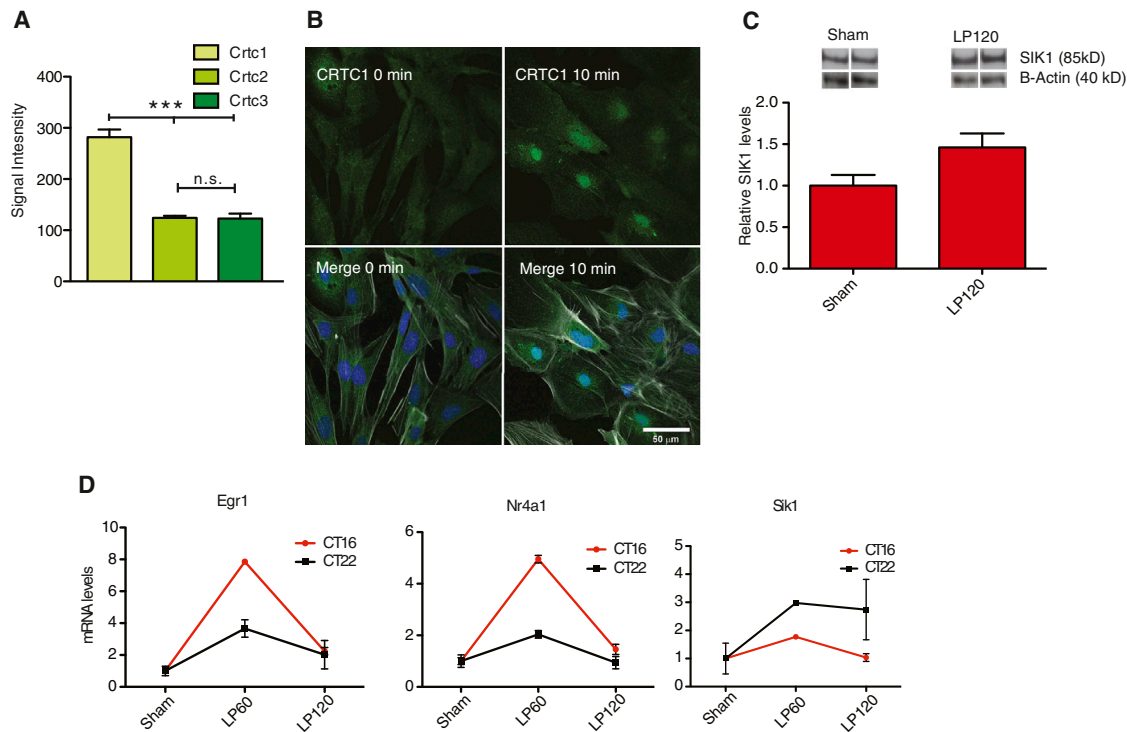 A
Crtc1
Crtc2
Crtc3
400
300
200
100
0
Signal Intesnsity
***
n.s.
B
CRTC1 0 min
CRTC1 10 min
Merge 0 min
Merge 10 min
50 µm
C
Sham
LP120
SIK1 (85kD)
B-Actin (40 kD)
2.0
1.5
1.0
0.5
0.0
Relative SIK1 levels
Sham
LP120
D
Egr1
10
8
6
4
2
0
mRNA levels
CT16
CT22
Sham
LP60
LP120
Nr4a1
6
4
2
0
CT16
CT22
Sham
LP60
LP120
Sik1
5
4
3
2
1
0
CT16
CT22
Sham
LP60
LP120